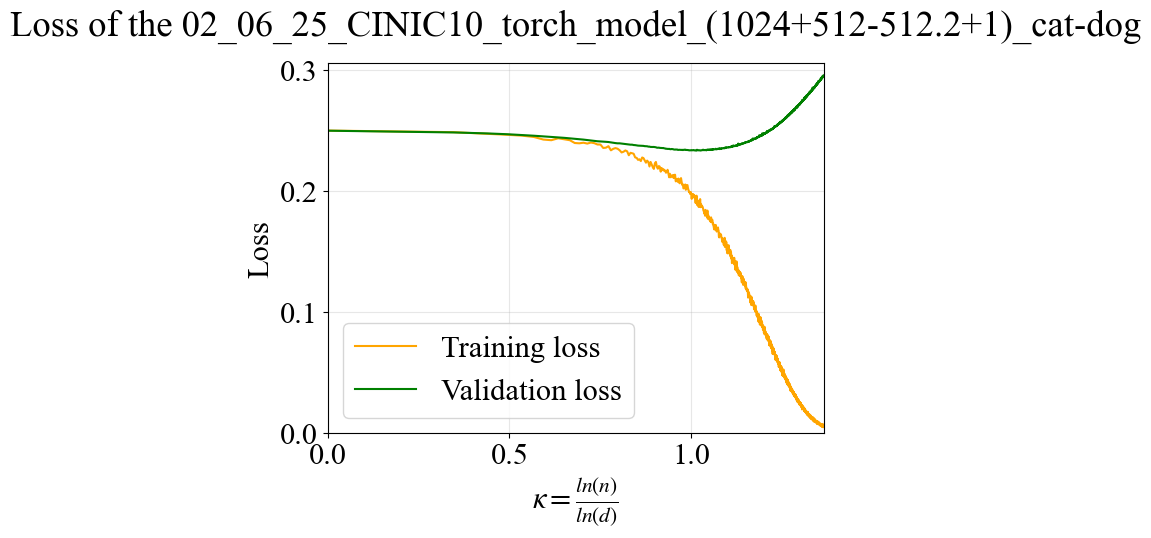 Loss of the 02_06_25_CINIC10_torch_model_(1024+512-512.2+1)_cat-dog
0.3
0.2
Loss
0.1
Training loss
Validation loss
0.0
0.0 0.5 1.0
κ = ln(n)/ln(d)